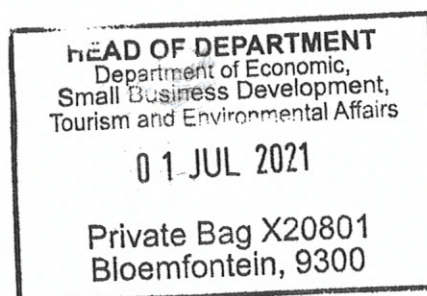 HEAD OF DEPARTMENT
Department of Economic,
Small Business Development,
Tourism and Environmental Affairs
01 JUL 2021
Private Bag X20801
Bloemfontein, 9300